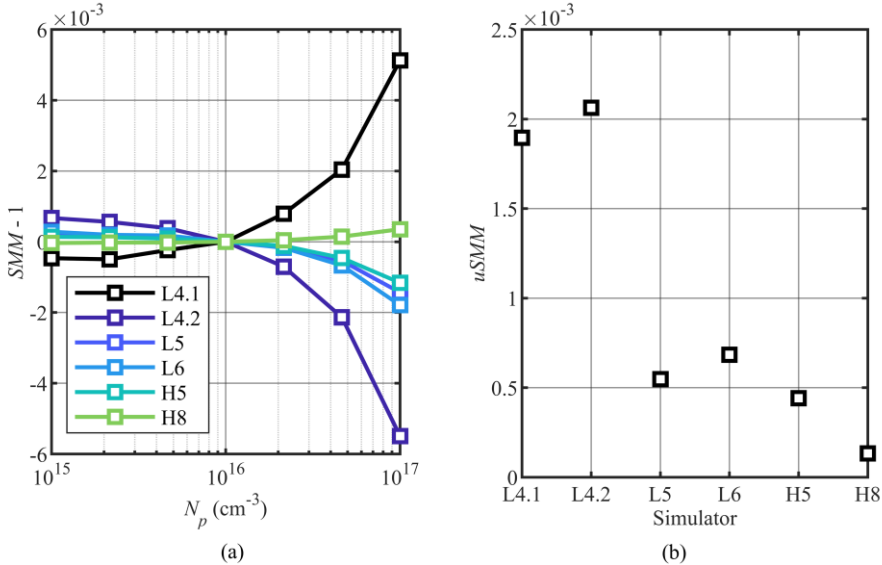 ×10⁻³
6
4
2
0
-2
-4
-6
SMM - 1
L4.1
L4.2
L5
L6
H5
H8
10¹⁵
10¹⁶
10¹⁷
Nₚ (cm⁻³)
(a)
×10⁻³
2.5
2
1.5
1
0.5
0
uSMM
L4.1
L4.2
L5
L6
H5
H8
Simulator
(b)